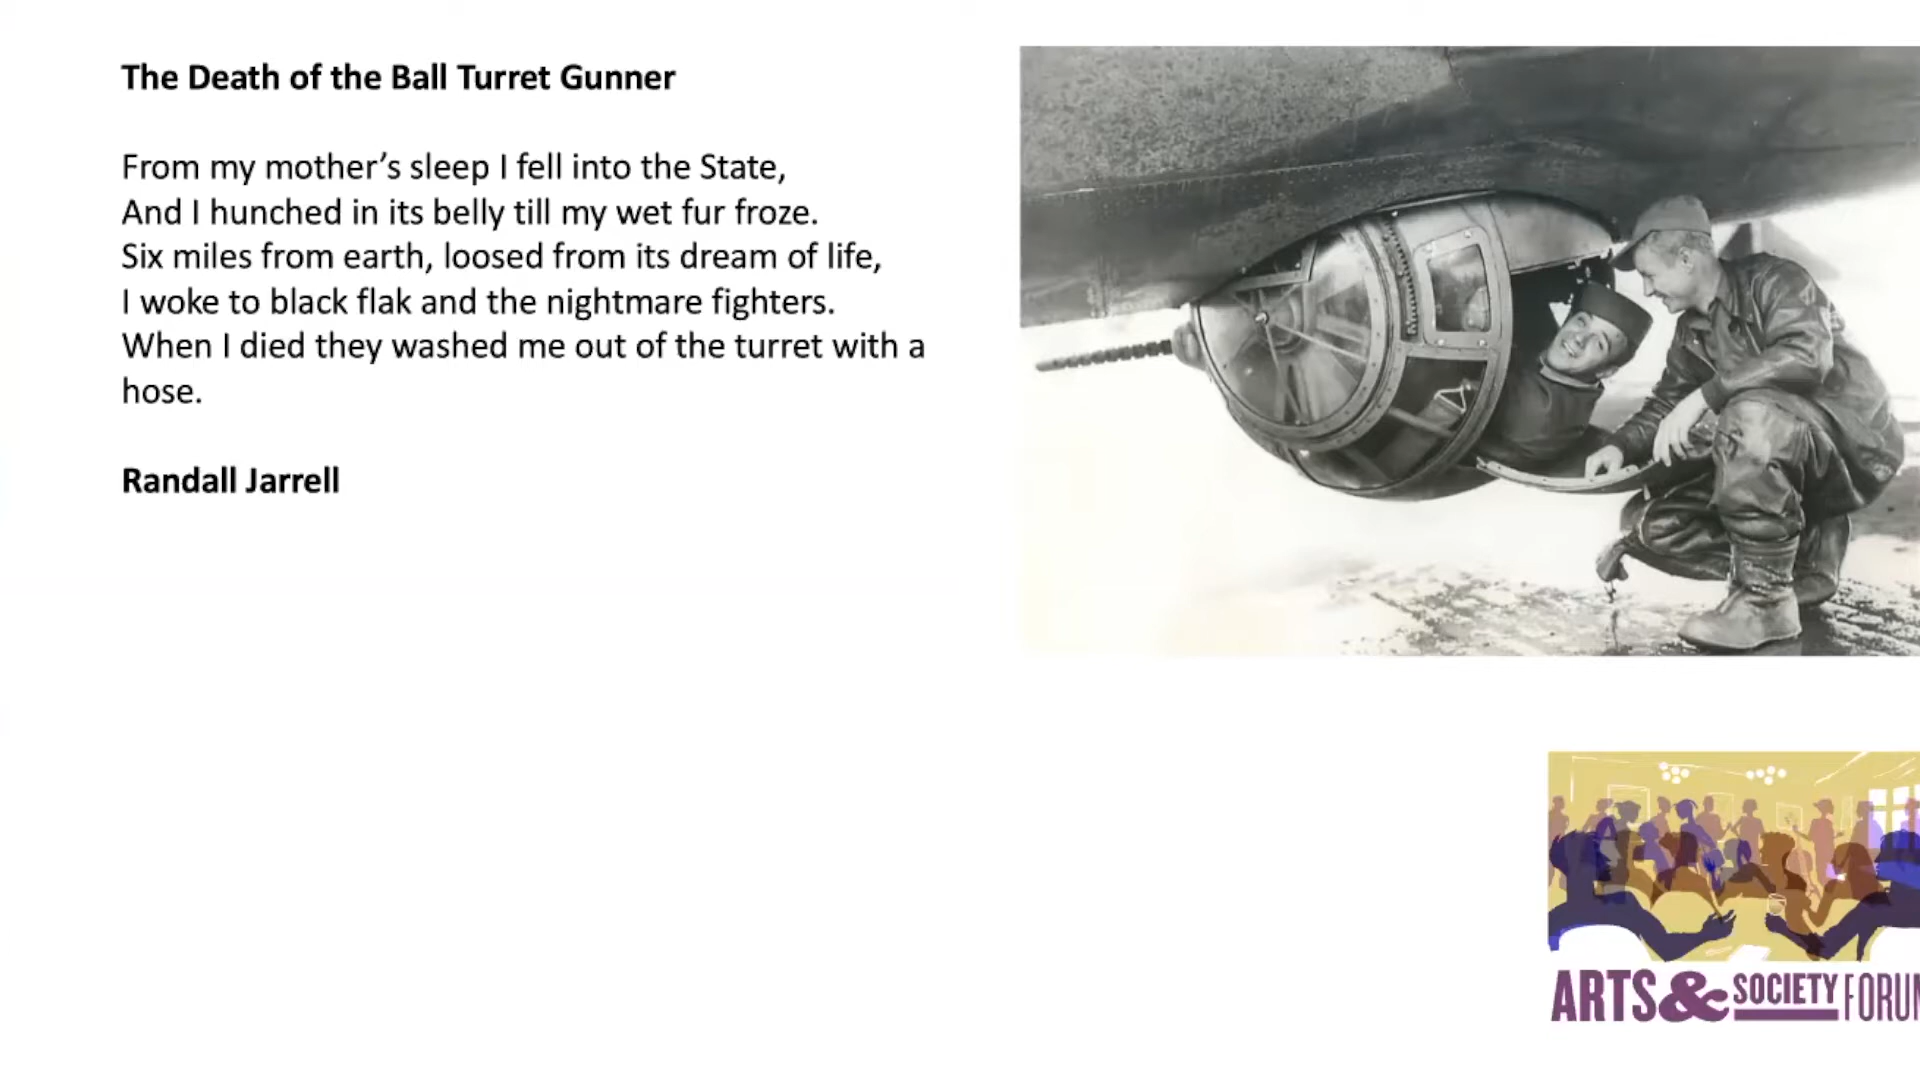 The Death of the Ball Turret Gunner
From my mother’s sleep I fell into the State,
And I hunched in its belly till my wet fur froze.
Six miles from earth, loosed from its dream of life,
I woke to black flak and the nightmare fighters.
When I died they washed me out of the turret with a
hose.
Randall Jarrell
ARTS & SOCIETY FORUM